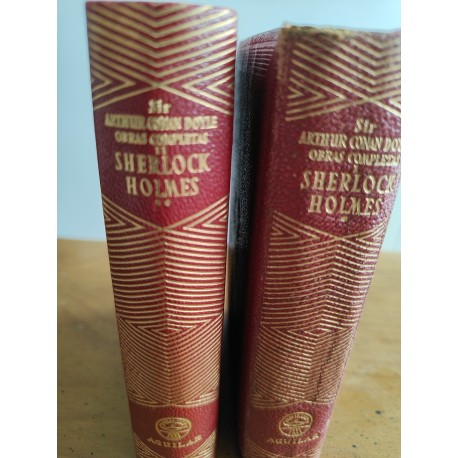 Sir
ARTHUR CONAN DOYLE
OBRAS COMPLETAS
SHERLOCK
HOLMES
AGUILAR
Sir
ARTHUR CONAN DOYLE
OBRAS COMPLETAS
SHERLOCK
HOLMES
AGUILAR